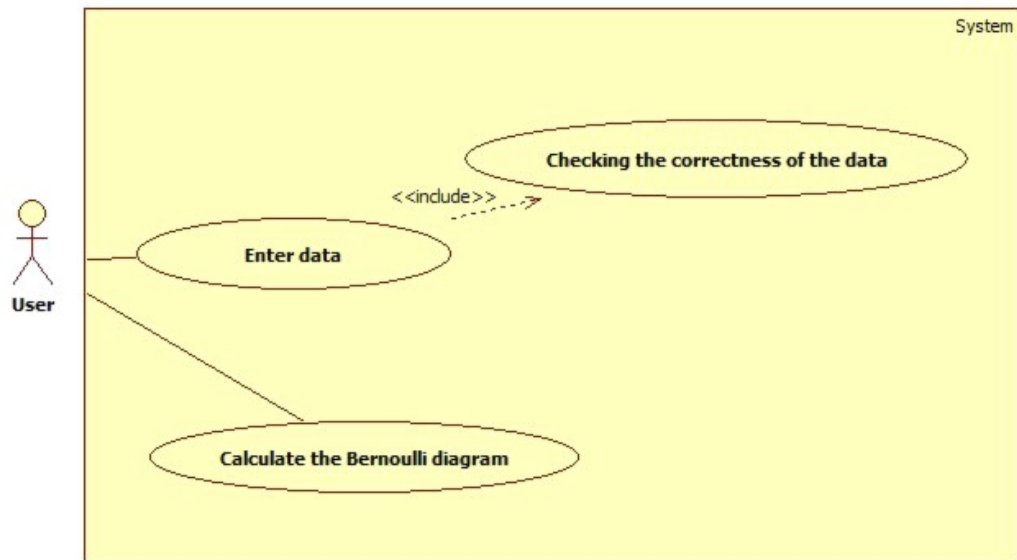 System
Checking the correctness of the data
<<include>>
Enter data
User
Calculate the Bernoulli diagram